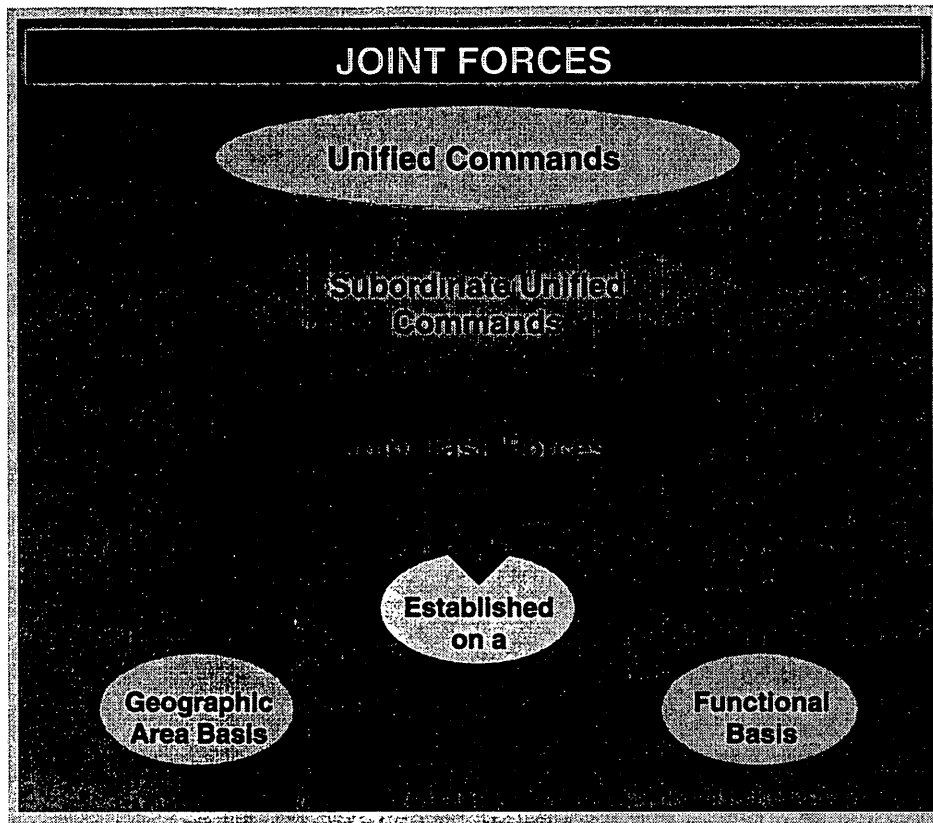 JOINT FORCES
Unified Commands
Subordinate Unified
Commands
Established
on a
Geographic
Area Basis
Functional
Basis